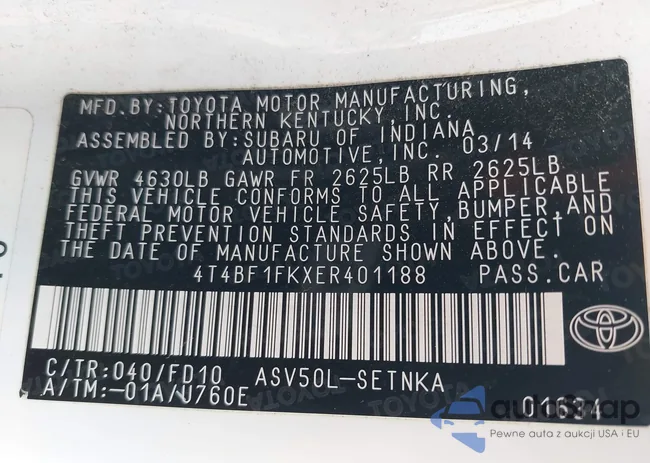 MFD. BY: TOYOTA MOTOR MANUFACTURING,
NORTHERN KENTUCKY, INC.
ASSEMBLED BY: SUBARU OF INDIANA
AUTOMOTIVE, INC. 03/14
GVWR 4630LB GAWR FR 2625LB RR 2625LB
THIS VEHICLE CONFORMS TO ALL APPLICABLE
FEDERAL MOTOR VEHICLE SAFETY, BUMPER, AND
THEFT PREVENTION STANDARDS IN EFFECT ON
THE DATE OF MANUFACTURE SHOWN ABOVE.
4T4BF1FKXER401188 PASS.CAR
C/TR: 040/FD10 ASV50L-SETNKA
A/TM: -01A/U760E 01634
autoSnap
Pewne auta z aukcji USA i EU